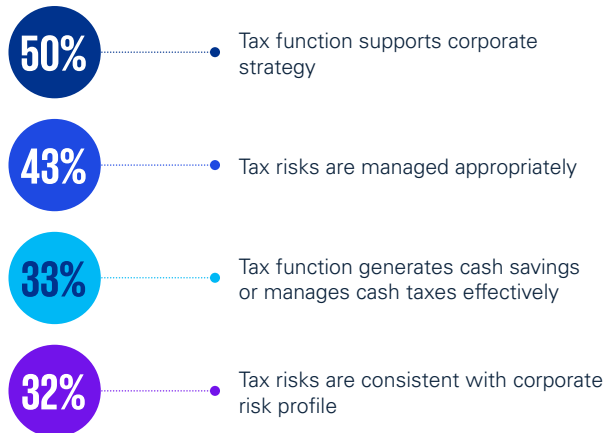 50%
Tax function supports corporate
strategy
43%
Tax risks are managed appropriately
33%
Tax function generates cash savings
or manages cash taxes effectively
32%
Tax risks are consistent with corporate
risk profile